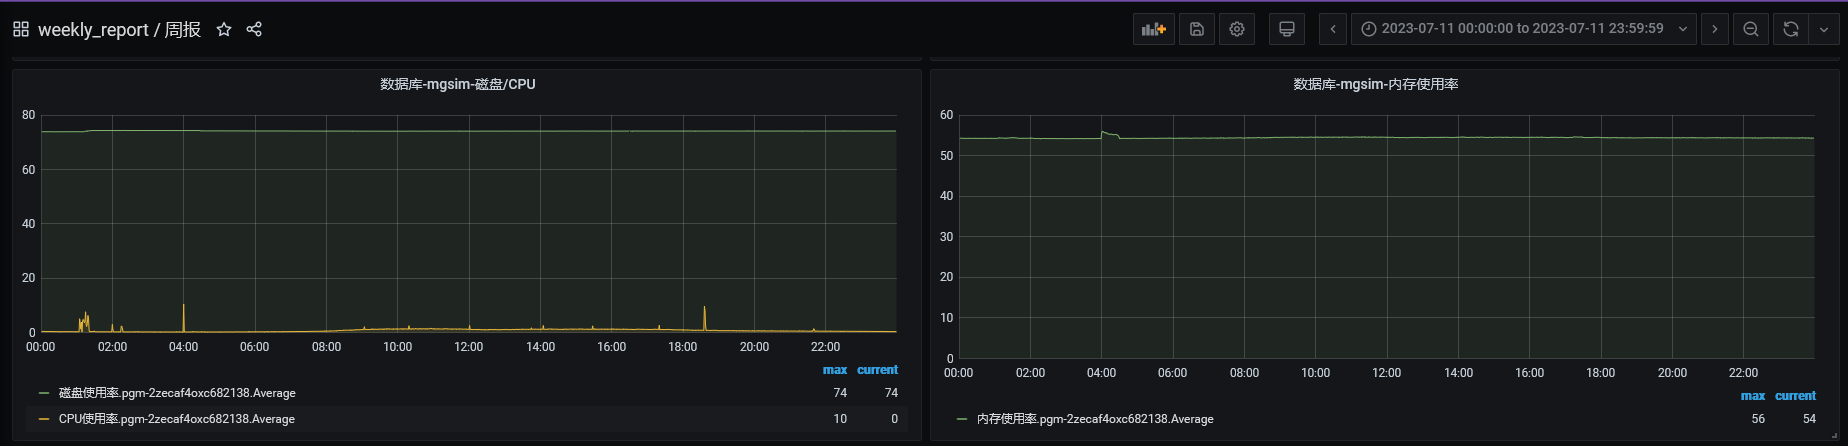 weekly_report / 周报
2023-07-11 00:00:00 to 2023-07-11 23:59:59
数据库-mgsim-磁盘/CPU
80
60
40
20
0
00:00 02:00 04:00 06:00 08:00 10:00 12:00 14:00 16:00 18:00 20:00 22:00
max current
磁盘使用率.pgm-2zecaf4oxc682138.Average 74 74
CPU使用率.pgm-2zecaf4oxc682138.Average 10 0
数据库-mgsim-内存使用率
60
50
40
30
20
10
0
00:00 02:00 04:00 06:00 08:00 10:00 12:00 14:00 16:00 18:00 20:00 22:00
max current
内存使用率.pgm-2zecaf4oxc682138.Average 56 54